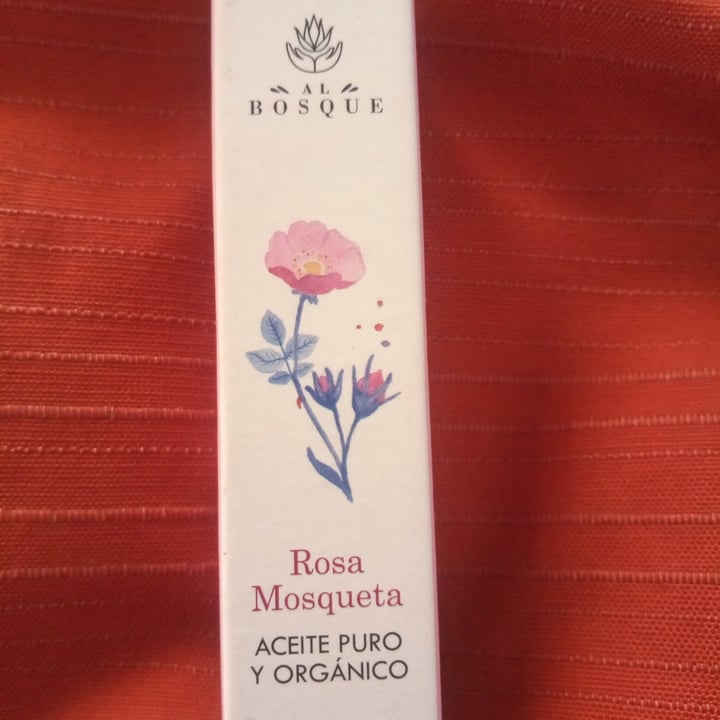 AL
BOSQUE
Rosa
Mosqueta
ACEITE PURO
Y ORGÁNICO